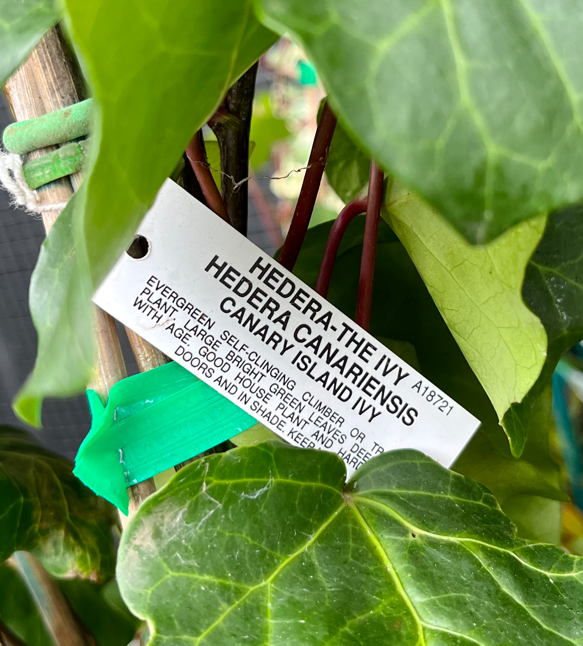 HEDERA-THE IVY A18721
HEDERA CANARIENSIS
CANARY ISLAND IVY
EVERGREEN SELF-CLINGING CLIMBER OR
PLANT. LARGE BRIGHT GREEN LEAVES
WITH AGE. GOOD HOUSE PLANT AND
DOORS AND IN SHADE.